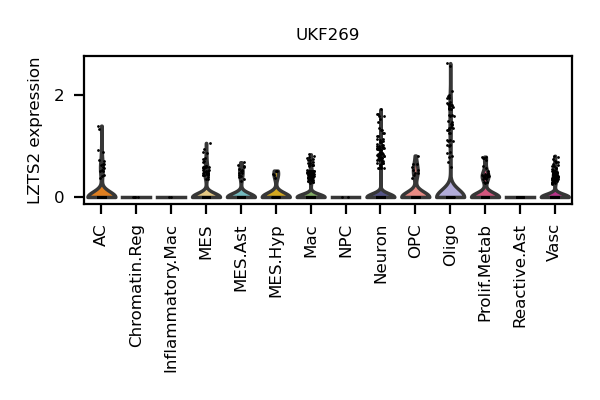 UKF269
LZTS2 expression
2
0
AC
Chromatin.Reg
Inflammatory.Mac
MES
MES.Ast
MES.Hyp
Mac
NPC
Neuron
OPC
Oligo
Prolif.Metab
Reactive.Ast
Vasc